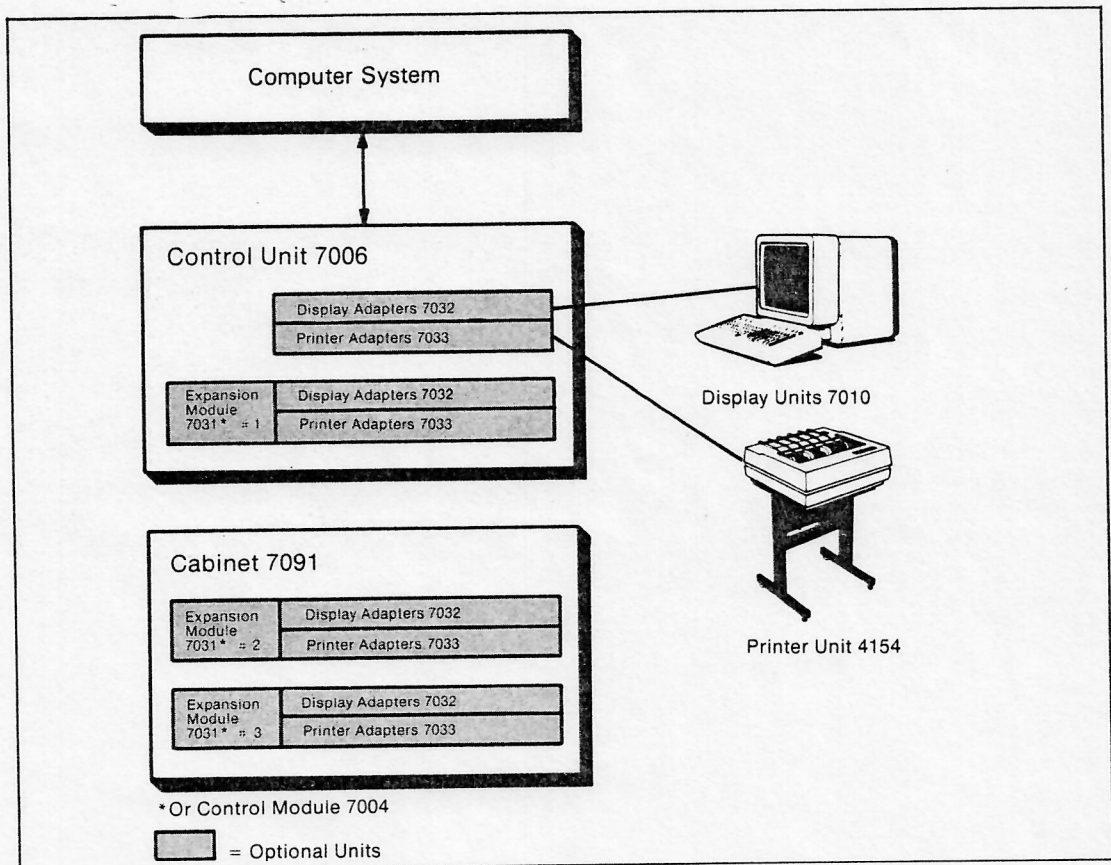 Computer System
Control Unit 7006
Display Adapters 7032
Printer Adapters 7033
Expansion
Module
7031* # 1
Display Adapters 7032
Printer Adapters 7033
Display Units 7010
Printer Unit 4154
Cabinet 7091
Expansion
Module
7031* # 2
Display Adapters 7032
Printer Adapters 7033
Expansion
Module
7031* # 3
Display Adapters 7032
Printer Adapters 7033
*Or Control Module 7004
= Optional Units